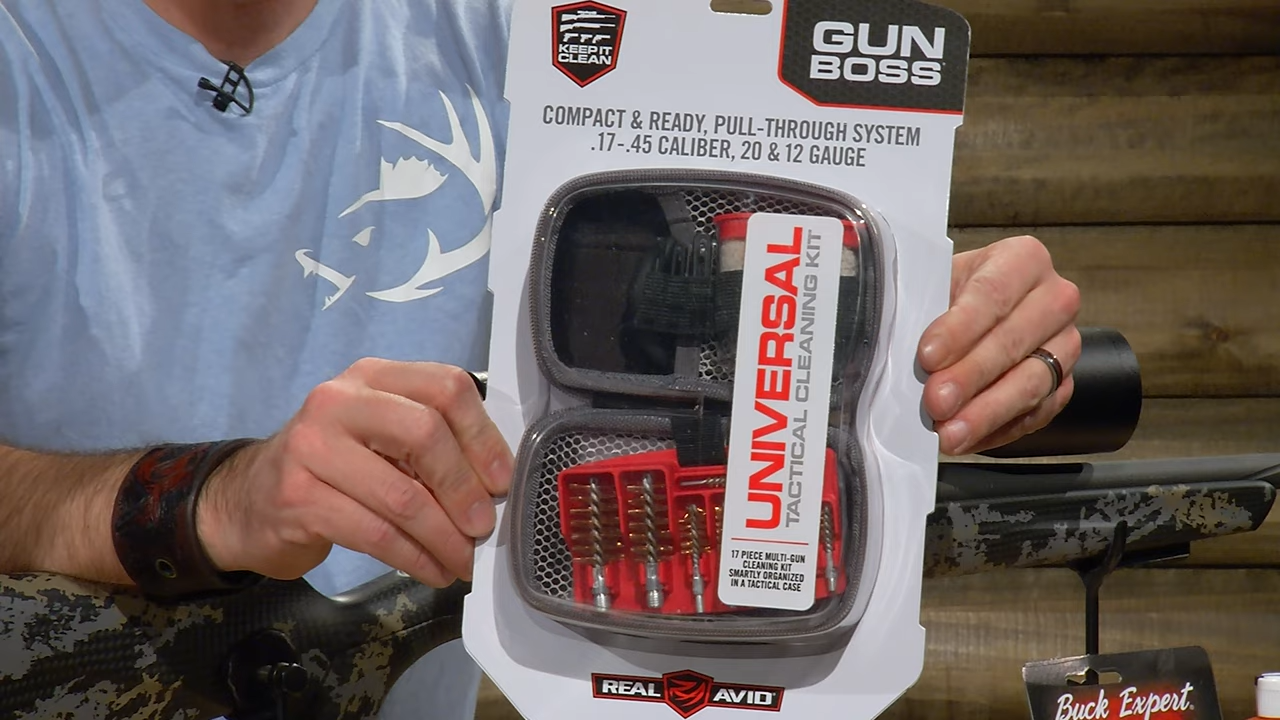 KEEP IT
CLEAN
GUN
BOSS
COMPACT & READY, PULL-THROUGH SYSTEM
.17-.45 CALIBER, 20 & 12 GAUGE
UNIVERSAL
TACTICAL CLEANING KIT
17 PIECE MULTI-GUN
CLEANING KIT
SMARTLY ORGANIZED
IN A TACTICAL CASE
REAL AVID
Buck Expert